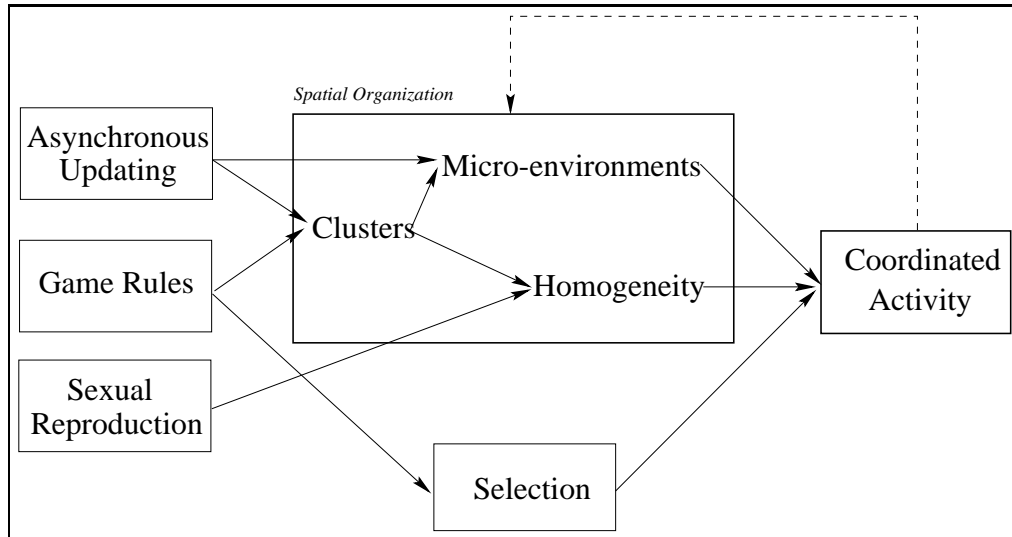 Spatial Organization
Asynchronous
Updating
Micro-environments
Clusters
Game Rules
Homogeneity
Coordinated
Activity
Sexual
Reproduction
Selection